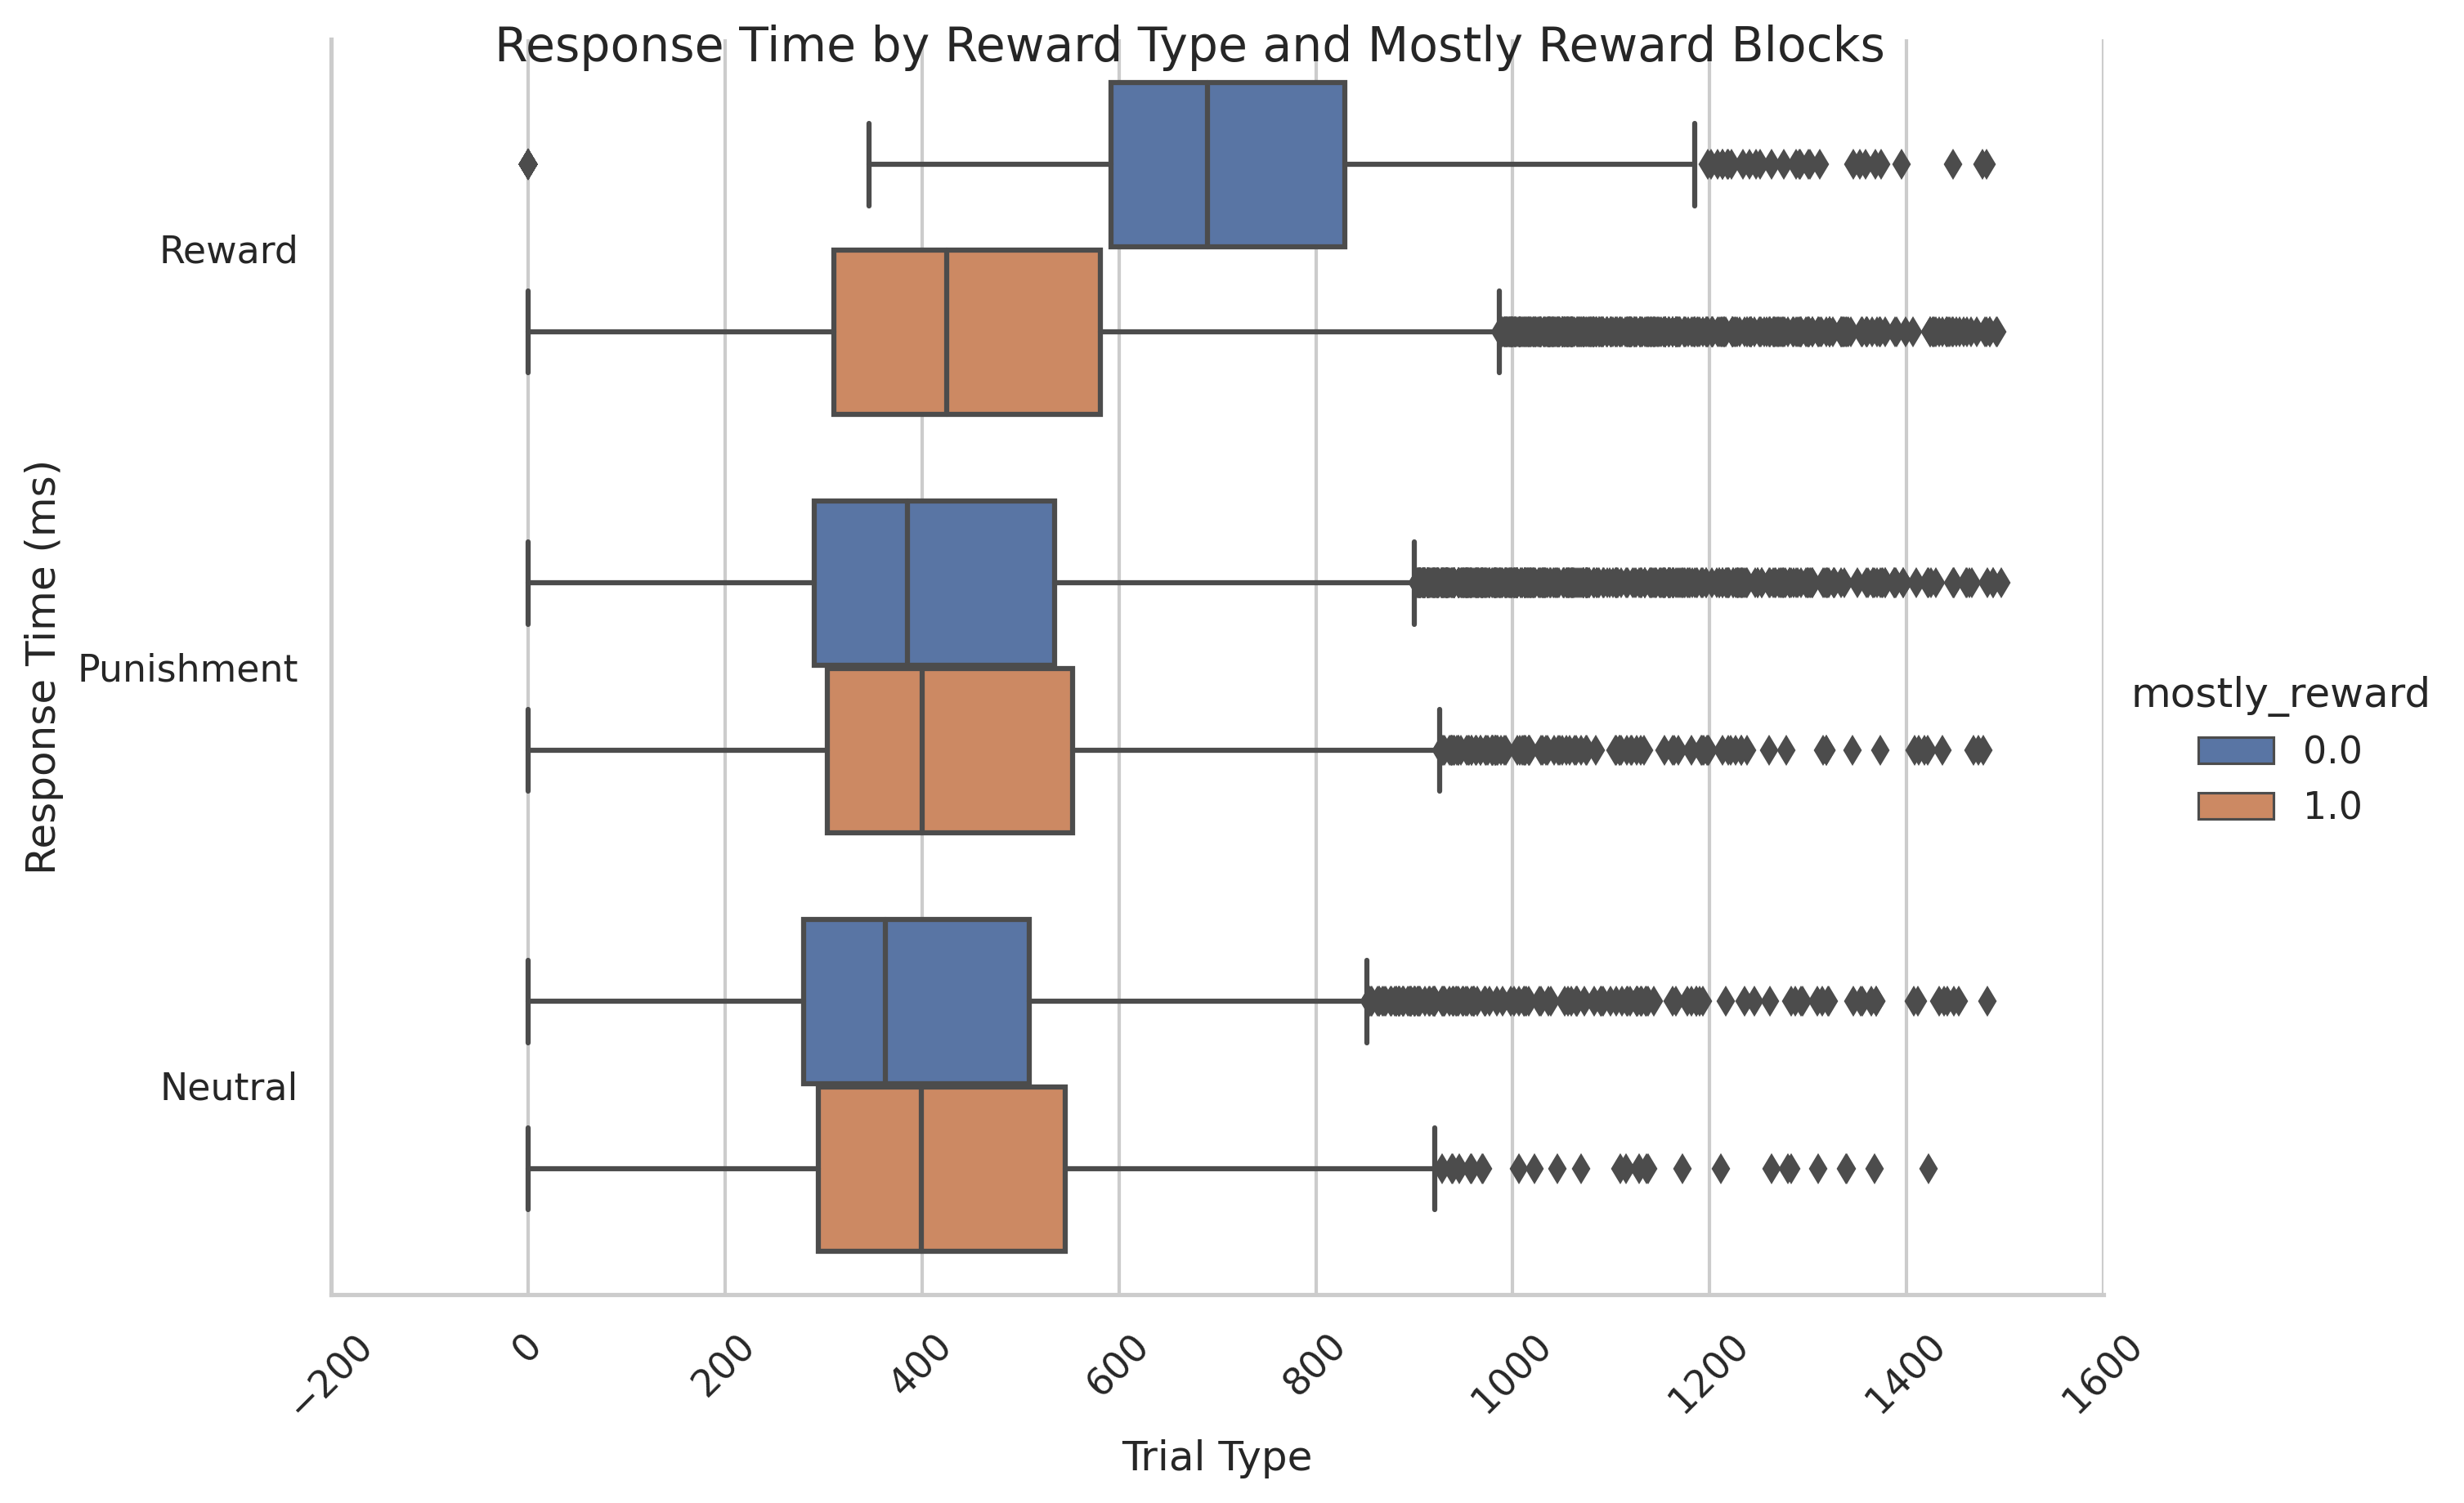 Response Time by Reward Type and Mostly Reward Blocks
Response Time (ms)
Reward
Punishment
Neutral
−200
0
200
400
600
800
1000
1200
1400
1600
Trial Type
mostly_reward
0.0
1.0